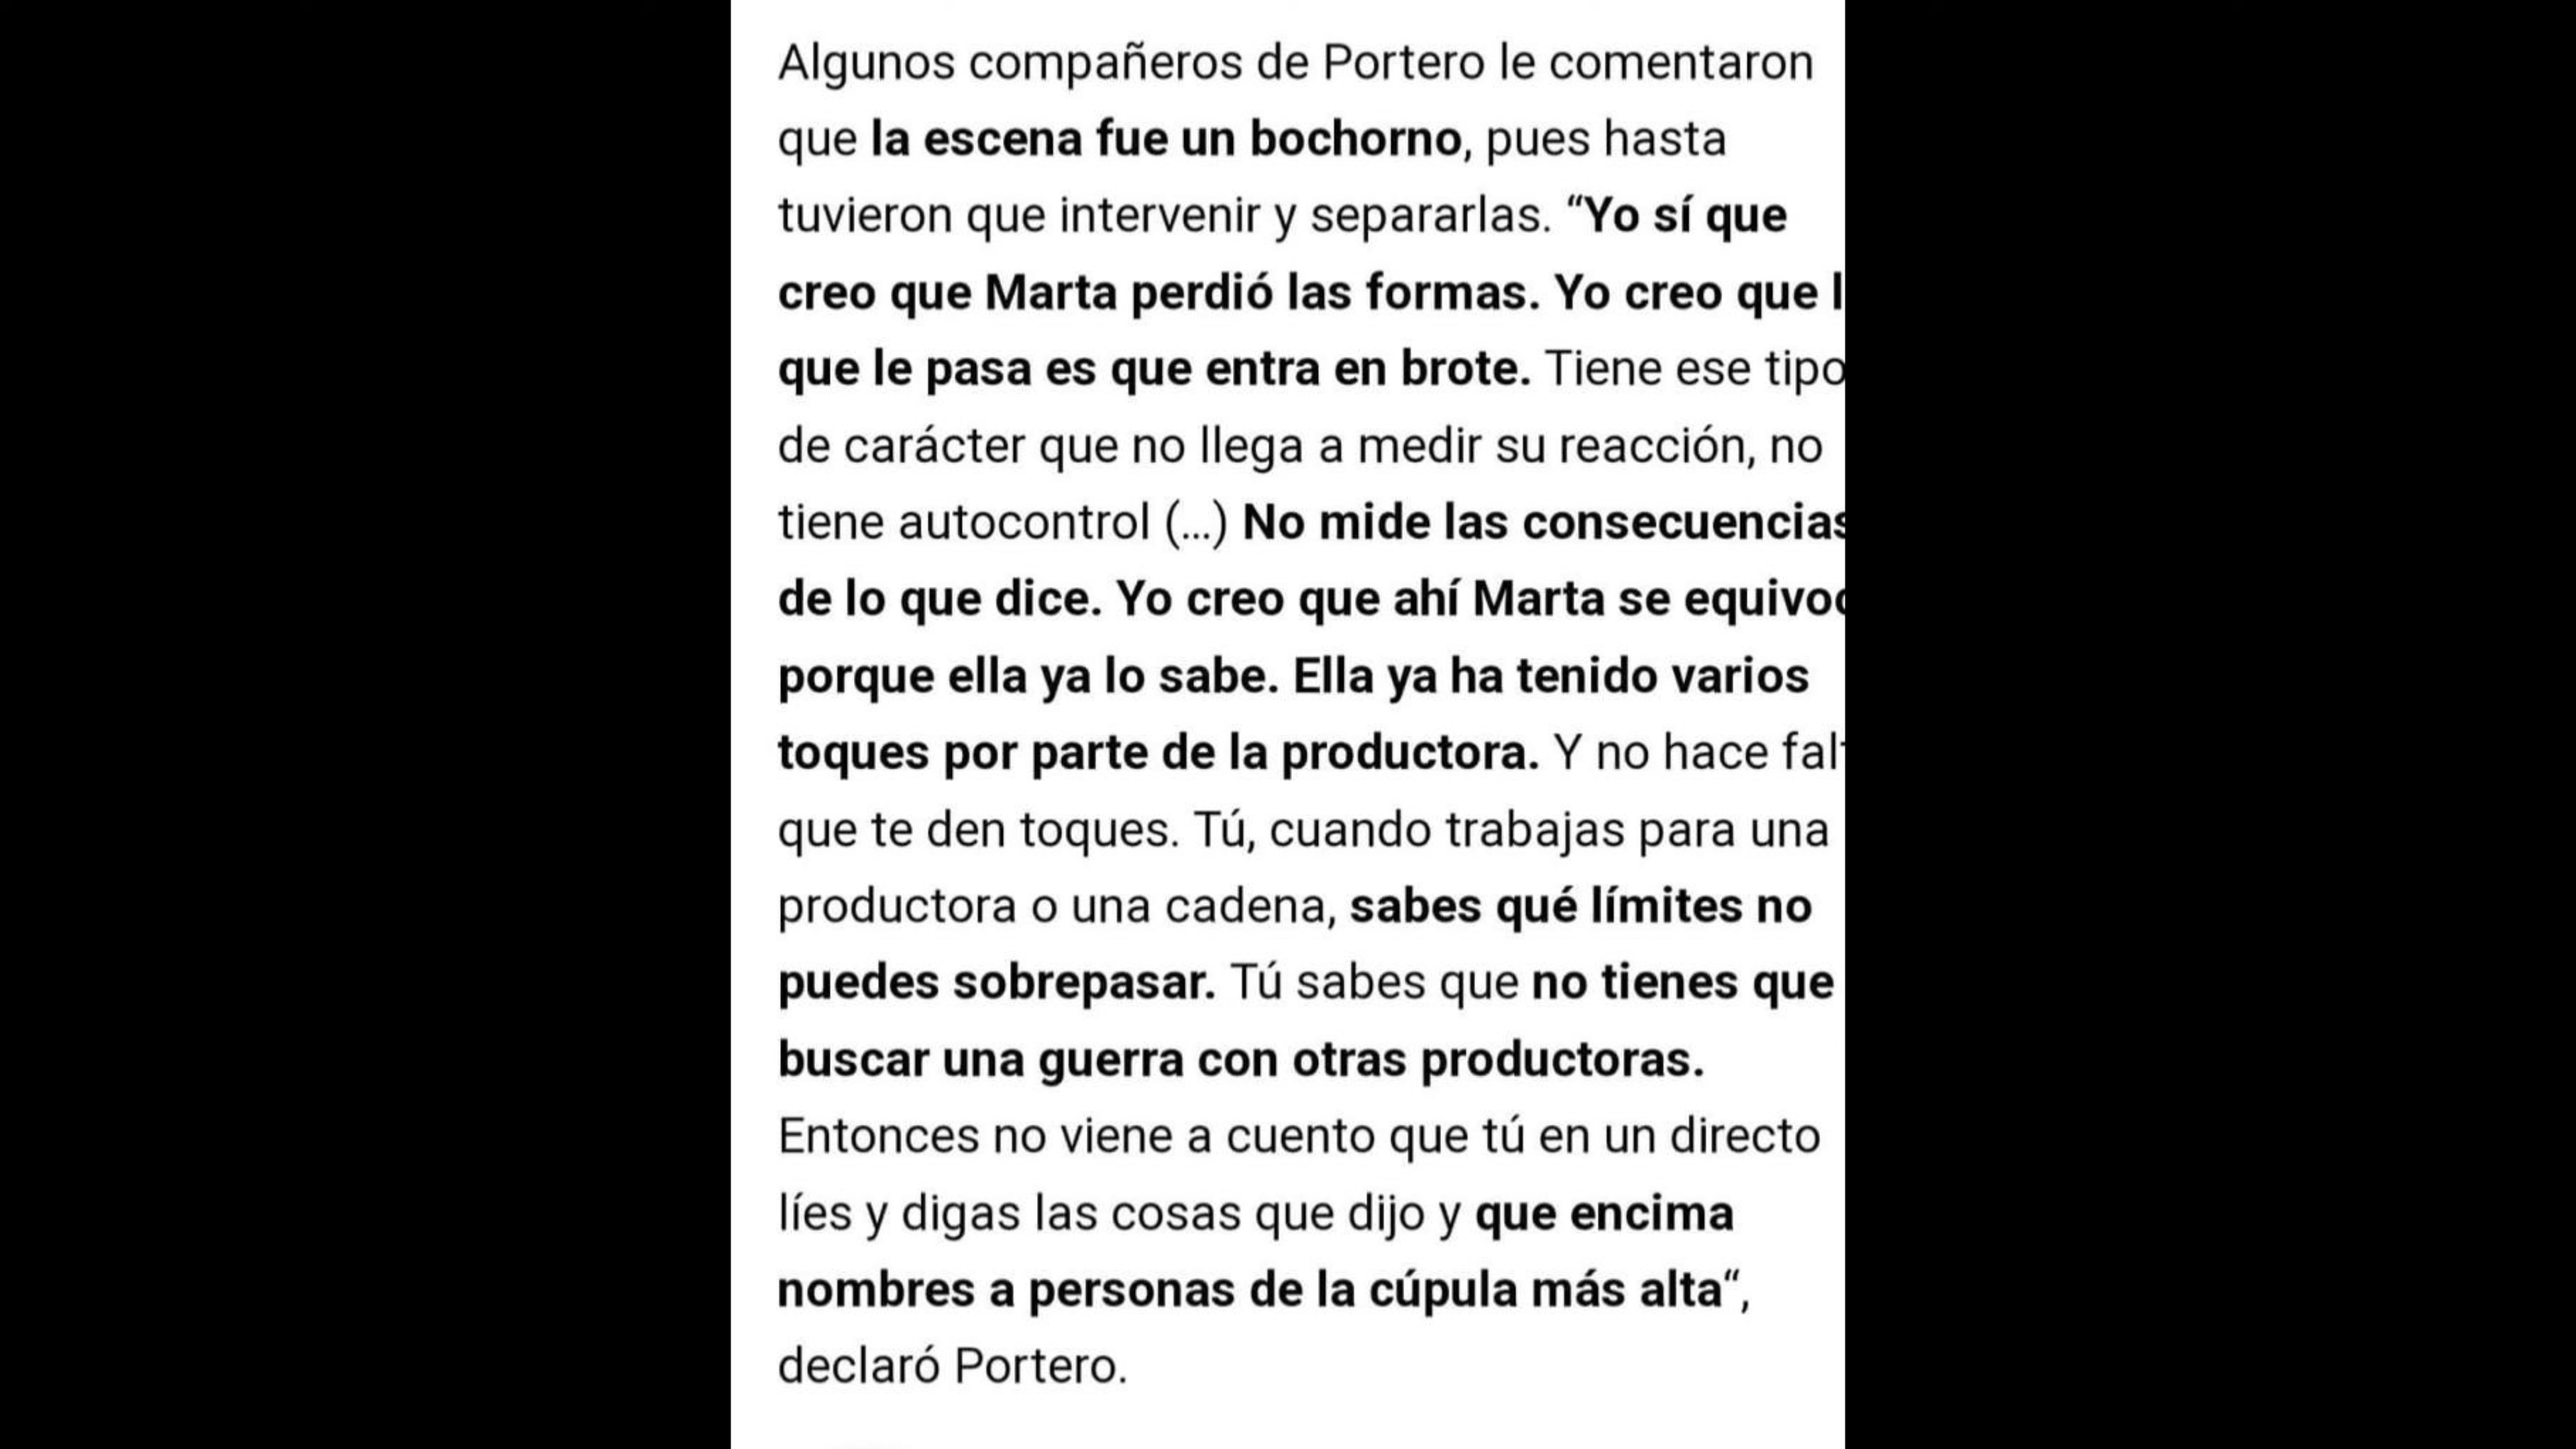 Algunos compañeros de Portero le comentaron
que la escena fue un bochorno, pues hasta
tuvieron que intervenir y separarlas. “Yo sí que
creo que Marta perdió las formas. Yo creo que l
que le pasa es que entra en brote. Tiene ese tipo
de carácter que no llega a medir su reacción, no
tiene autocontrol (…) No mide las consecuencias
de lo que dice. Yo creo que ahí Marta se equivoc
porque ella ya lo sabe. Ella ya ha tenido varios
toques por parte de la productora. Y no hace falt
que te den toques. Tú, cuando trabajas para una
productora o una cadena, sabes qué límites no
puedes sobrepasar. Tú sabes que no tienes que
buscar una guerra con otras productoras.
Entonces no viene a cuento que tú en un directo
líes y digas las cosas que dijo y que encima
nombres a personas de la cúpula más alta“,
declaró Portero.